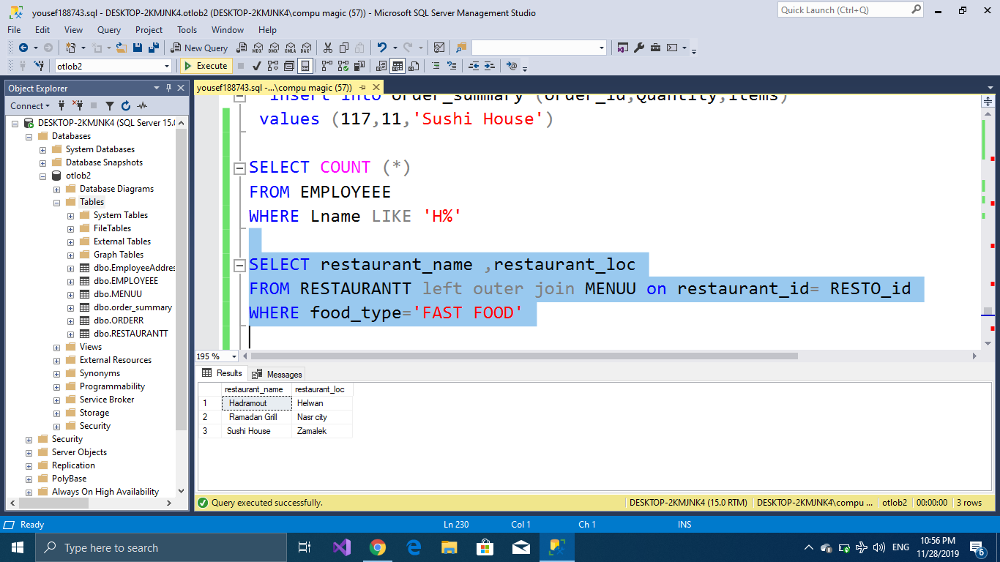 yousef188743.sql - DESKTOP-2KMJNK4.otlob2 (DESKTOP-2KMJNK4\compu magic (57)) - Microsoft SQL Server Management Studio
Quick Launch (Ctrl+Q)
File Edit View Query Project Tools Window Help
New Query MDX DMX XMLA DAX
otlob2 Execute
Object Explorer
yousef188743.sql -...\compu magic (57))
Connect
DESKTOP-2KMJNK4 (SQL Server 15.0
Databases
System Databases
Database Snapshots
otlob2
Database Diagrams
Tables
System Tables
FileTables
External Tables
Graph Tables
dbo.EmployeeAddres
dbo.EMPLOYEEE
dbo.MENUU
dbo.order_summary
dbo.ORDERR
dbo.RESTAURANTT
Views
External Resources
Synonyms
Programmability
Service Broker
Storage
Security
Security
Server Objects
Replication
PolyBase
Always On High Availability
insert into order_summary (order_id,Quantity,items)
values (117,11,'Sushi House')
SELECT COUNT (*)
FROM EMPLOYEEE
WHERE Lname LIKE 'H%'
SELECT restaurant_name ,restaurant_loc
FROM RESTAURANTT left outer join MENUU on restaurant_id= RESTO_id
WHERE food_type='FAST FOOD'
195 %
Results Messages
restaurant_name restaurant_loc
1 Hadramout Helwan
2 Ramadan Grill Nasr city
3 Sushi House Zamalek
Query executed successfully. DESKTOP-2KMJNK4 (15.0 RTM) DESKTOP-2KMJNK4\compu ... otlob2 00:00:00 3 rows
Ready Ln 230 Col 1 Ch 1 INS
Type here to search
ENG
10:56 PM
11/28/2019
6